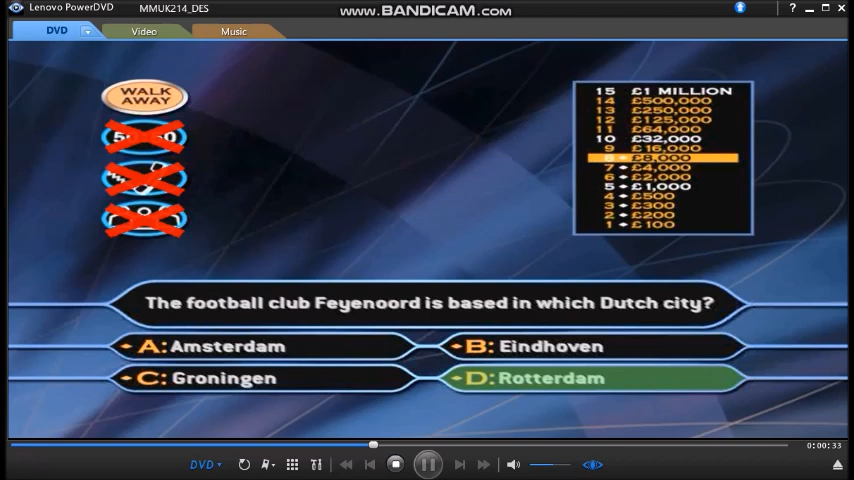 Lenovo PowerDVD
MMUK214_DES
www.BANDICAM.com
DVD
Video
Music
WALK AWAY
15 £1 MILLION
14 £500,000
13 £250,000
12 £125,000
11 £64,000
10 £32,000
9 £16,000
8 £8,000
7 £4,000
6 £2,000
5 £1,000
4 £500
3 £300
2 £200
1 £100
The football club Feyenoord is based in which Dutch city?
A: Amsterdam
B: Eindhoven
C: Groningen
D: Rotterdam
DVD
0:00:33